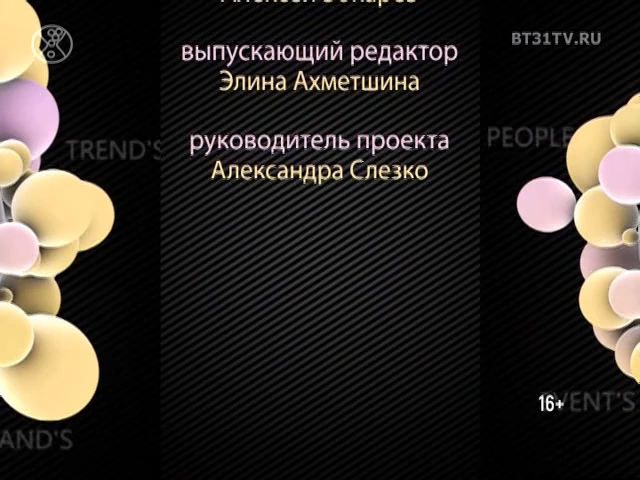 BT31TV.RU
выпускающий редактор
Элина Ахметшина
руководитель проекта
Александра Слезко
TREND'S
PEOPLE
16+